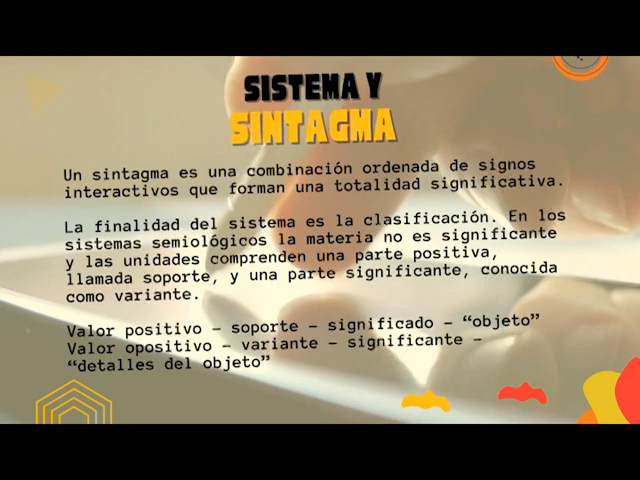 SISTEMA Y
SINTAGMA
Un sintagma es una combinación ordenada de signos
interactivos que forman una totalidad significativa.
La finalidad del sistema es la clasificación. En los
sistemas semiológicos la materia no es significante
y las unidades comprenden una parte positiva,
llamada soporte, y una parte significante, conocida
como variante.
Valor positivo – soporte – significado – “objeto”
Valor opositivo – variante – significante –
“detalles del objeto”